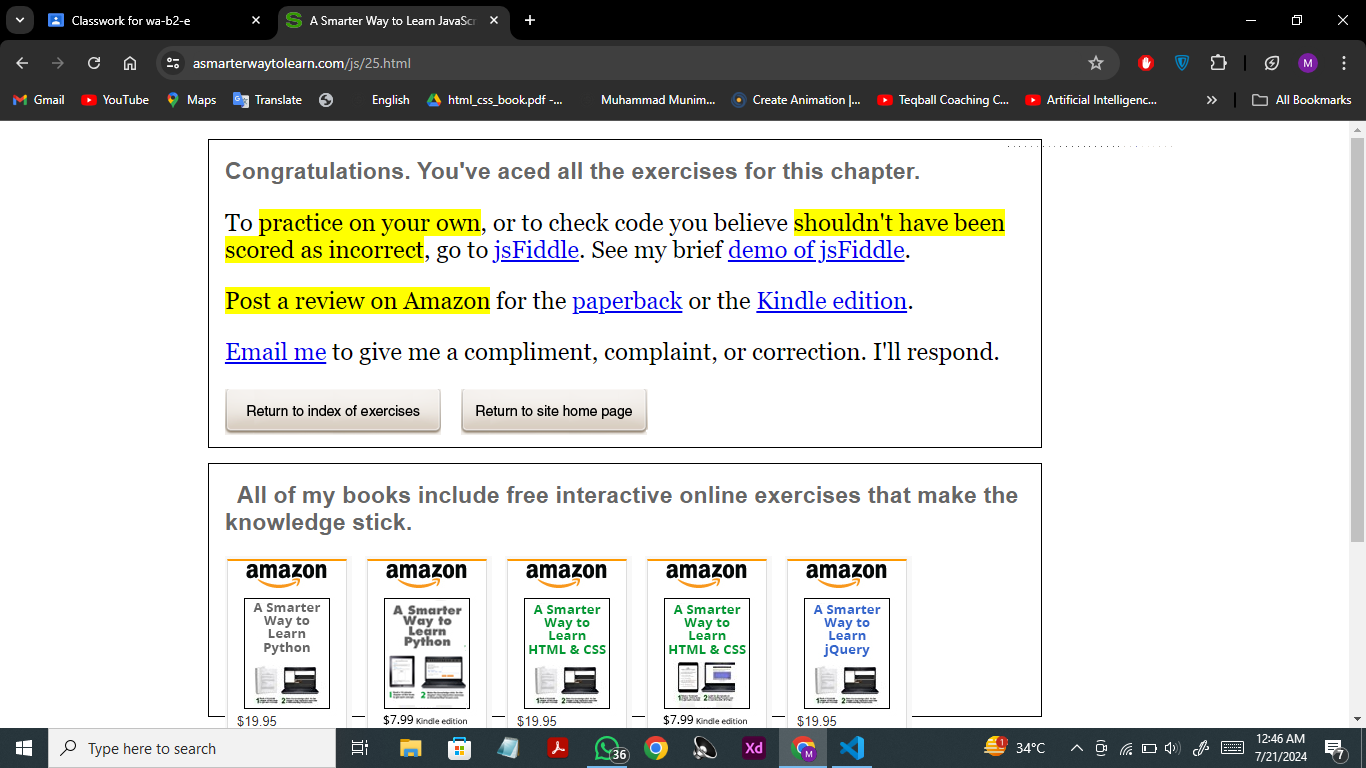 Classwork for wa-b2-e
A Smarter Way to Learn JavaScr
asmarterwaytolearn.com/js/25.html
M
Gmail YouTube Maps Translate English html_css_book.pdf -... Muhammad Munim... Create Animation |... Teqball Coaching C... Artificial Intelligenc... All Bookmarks
Congratulations. You've aced all the exercises for this chapter.
To practice on your own, or to check code you believe shouldn't have been
scored as incorrect, go to jsFiddle. See my brief demo of jsFiddle.
Post a review on Amazon for the paperback or the Kindle edition.
Email me to give me a compliment, complaint, or correction. I'll respond.
Return to index of exercises Return to site home page
All of my books include free interactive online exercises that make the
knowledge stick.
amazon amazon amazon amazon amazon
A Smarter A Smarter A Smarter A Smarter A Smarter
Way to Way to Way to Way to Way to
Learn Learn Learn Learn Learn
Python Python HTML & CSS HTML & CSS jQuery
$19.95 $7.99 Kindle edition $19.95 $7.99 Kindle edition $19.95
Type here to search
36
Xd
M
1
34°C
12:46 AM
7/21/2024
7